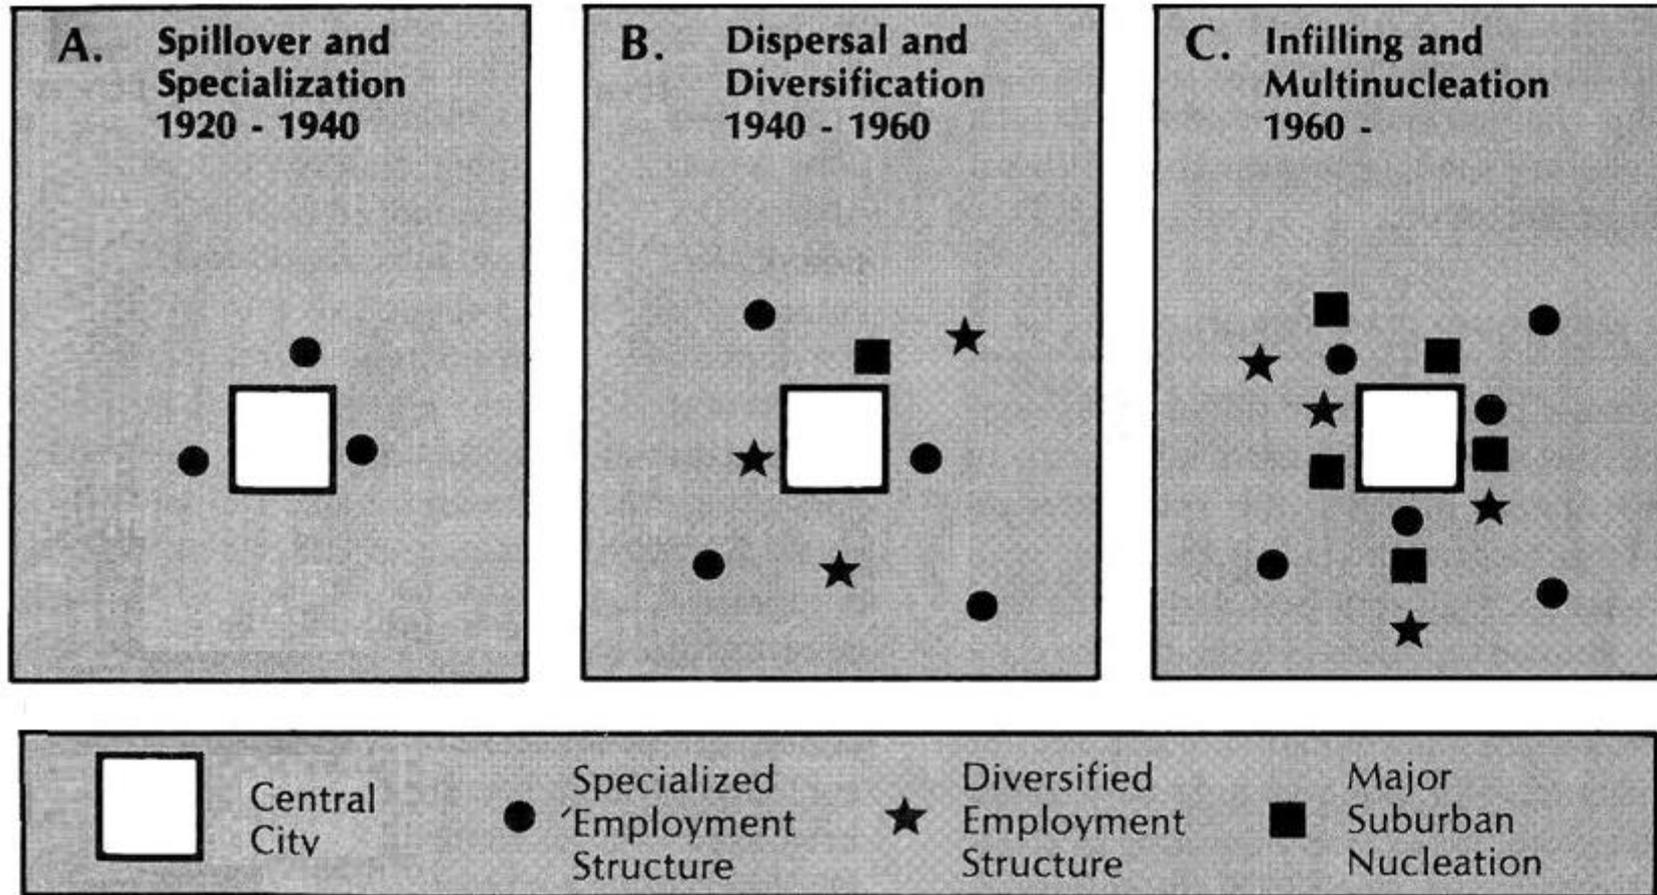 A. Spillover and
Specialization
1920 - 1940
B. Dispersal and
Diversification
1940 - 1960
C. Infilling and
Multinucleation
1960 -
Central
City
Specialized
Employment
Structure
Diversified
Employment
Structure
Major
Suburban
Nucleation